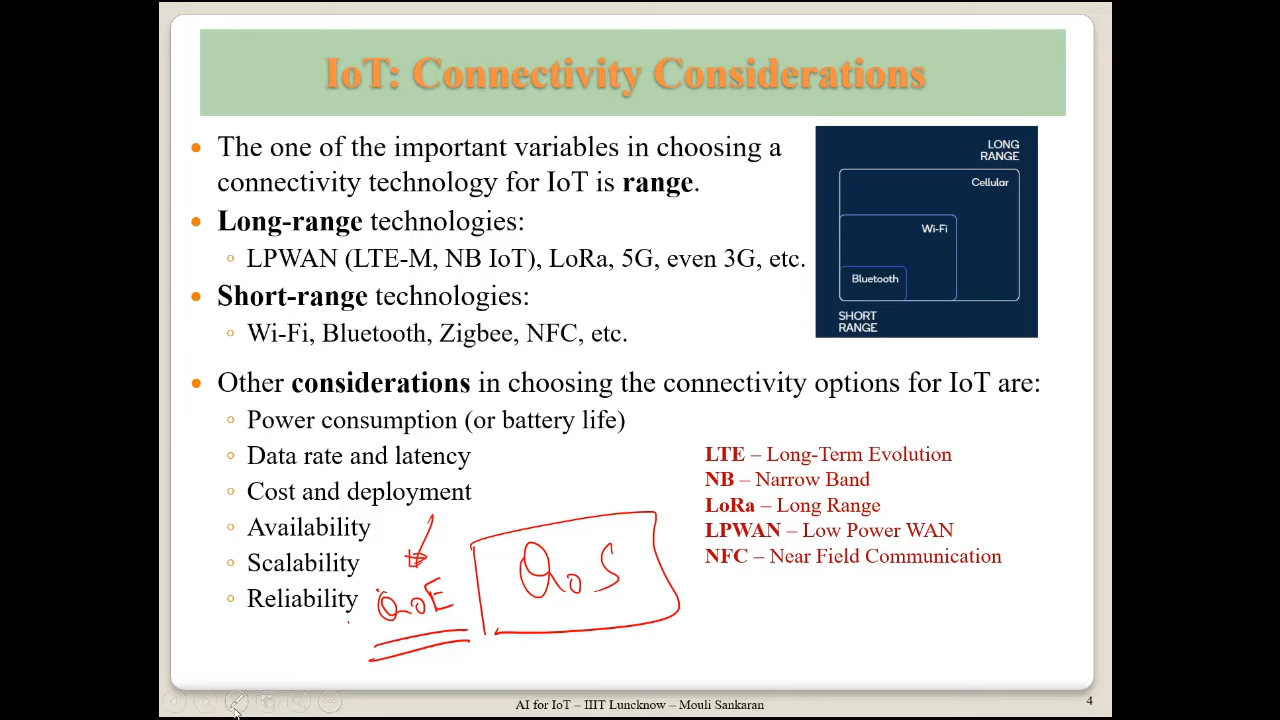 IoT: Connectivity Considerations
The one of the important variables in choosing a
connectivity technology for IoT is range.
Long-range technologies:
LPWAN (LTE-M, NB IoT), LoRa, 5G, even 3G, etc.
Short-range technologies:
Wi-Fi, Bluetooth, Zigbee, NFC, etc.
LONG
RANGE
Cellular
Wi-Fi
Bluetooth
SHORT
RANGE
Other considerations in choosing the connectivity options for IoT are:
Power consumption (or battery life)
Data rate and latency
Cost and deployment
Availability
Scalability
Reliability
QoE
QoS
LTE – Long-Term Evolution
NB – Narrow Band
LoRa – Long Range
LPWAN – Low Power WAN
NFC – Near Field Communication
AI for IoT – IIIT Luncknow – Mouli Sankaran
4